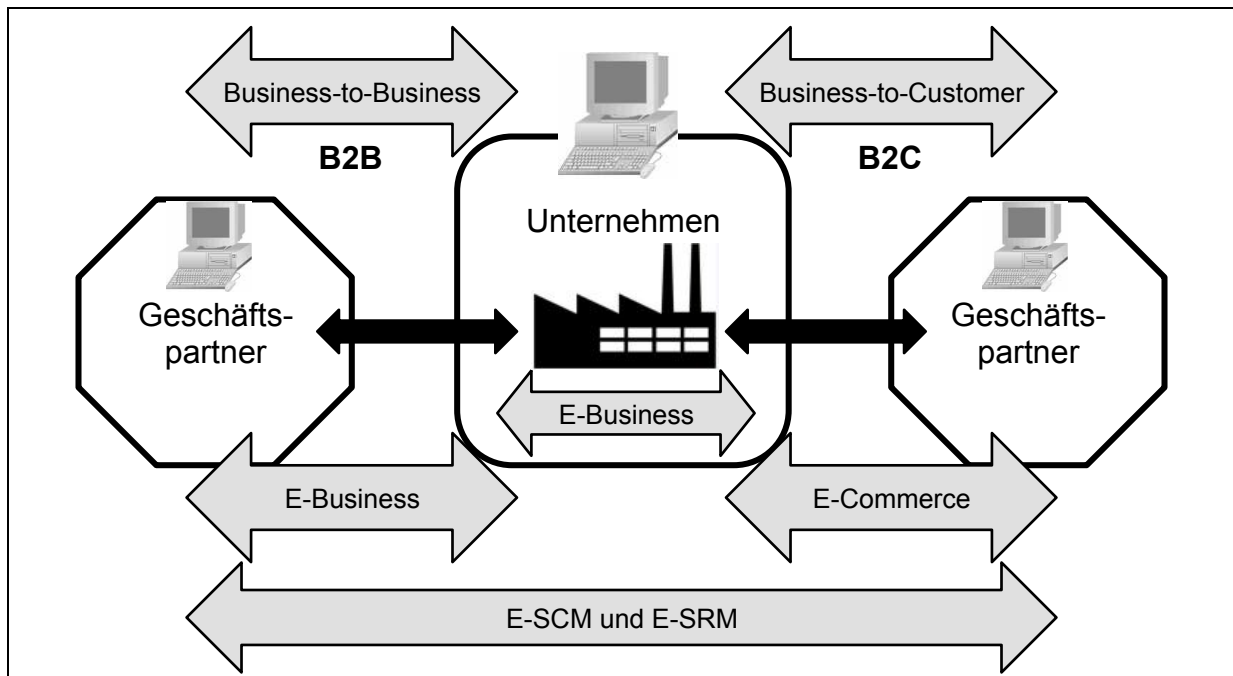 Business-to-Business
Business-to-Customer
B2B
B2C
Unternehmen
Geschäfts-
partner
Geschäfts-
partner
E-Business
E-Business
E-Commerce
E-SCM und E-SRM